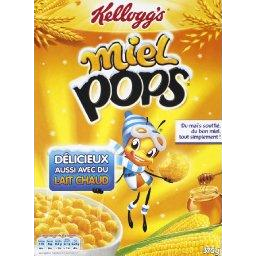 Kellogg's
miel
POPS
Du maïs soufflé,
du bon miel,
tout simplement !
DÉLICIEUX
AUSSI AVEC DU
LAIT CHAUD
375g